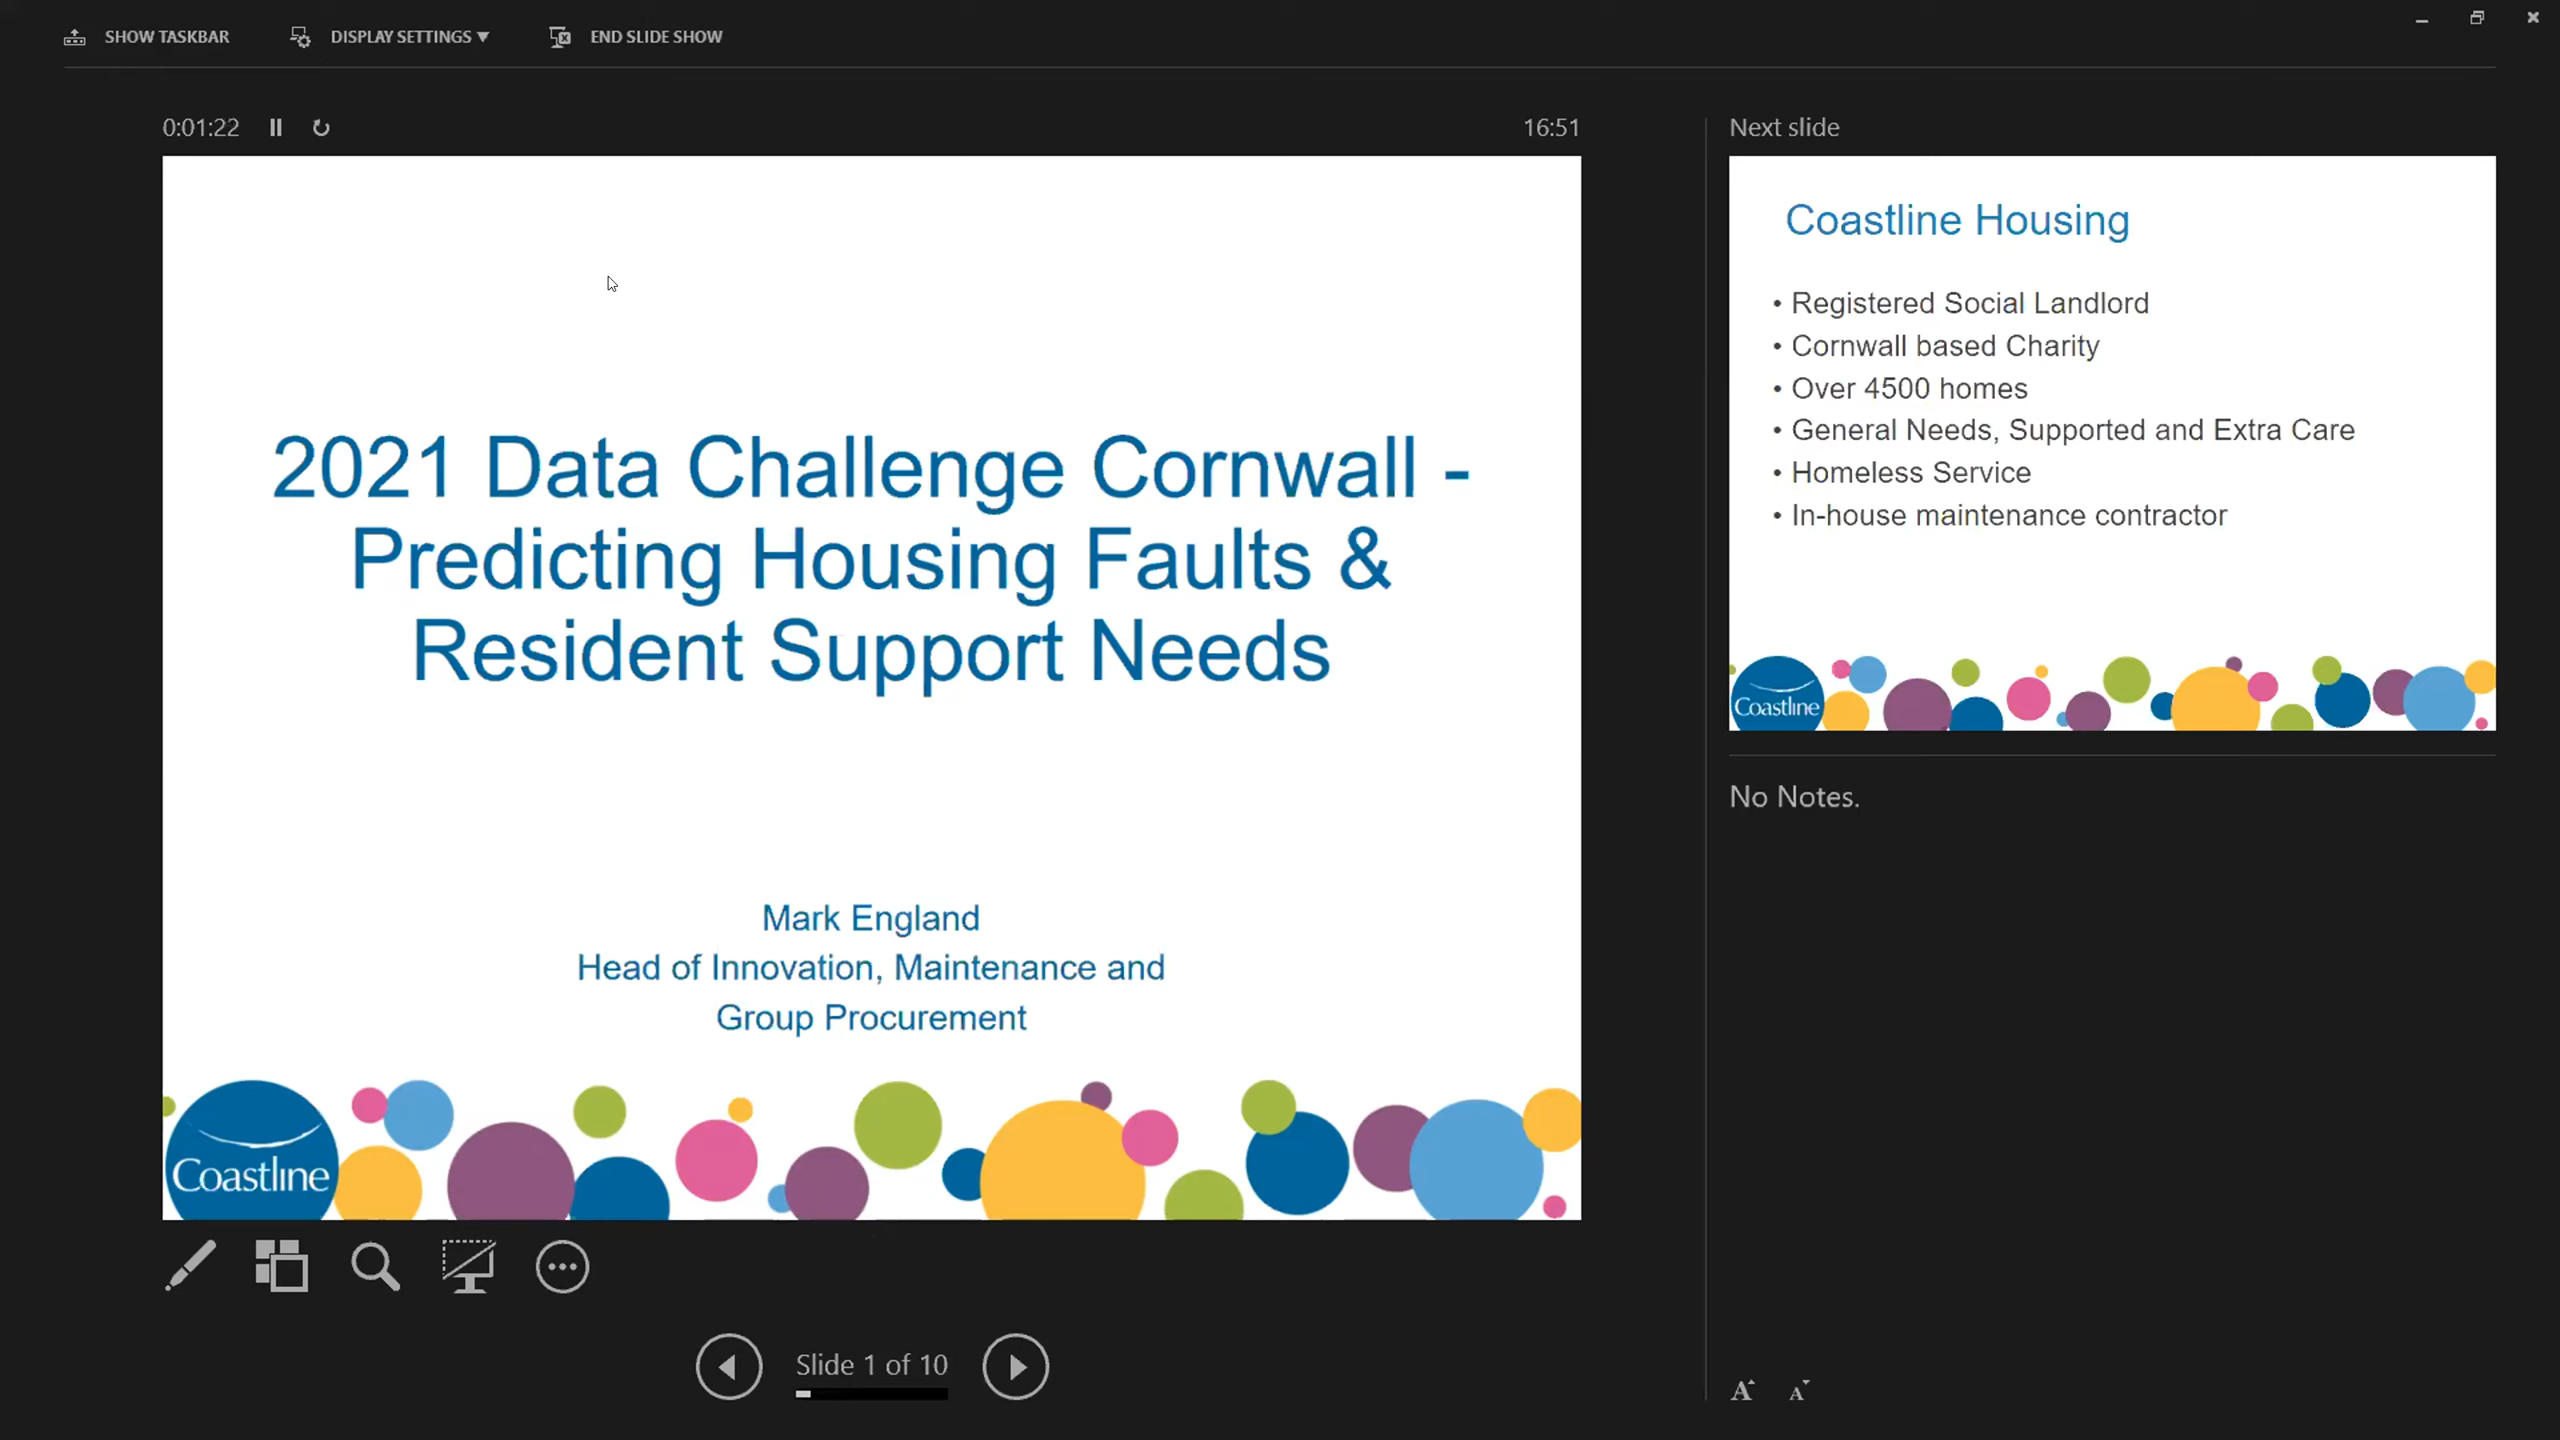 SHOW TASKBAR
DISPLAY SETTINGS ▼
END SLIDE SHOW
0:01:22
16:51
2021 Data Challenge Cornwall -
Predicting Housing Faults &
Resident Support Needs
Mark England
Head of Innovation, Maintenance and
Group Procurement
Coastline
Slide 1 of 10
Next slide
Coastline Housing
• Registered Social Landlord
• Cornwall based Charity
• Over 4500 homes
• General Needs, Supported and Extra Care
• Homeless Service
• In-house maintenance contractor
Coastline
No Notes.
A A